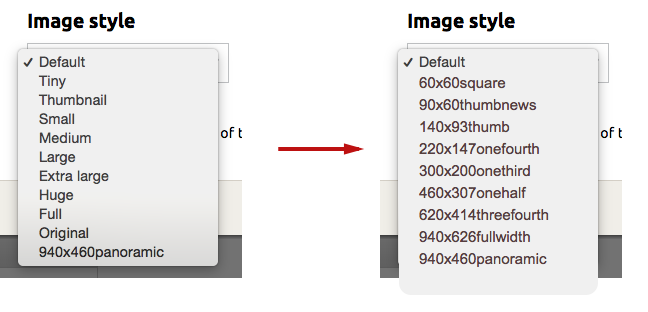 Image style
✓ Default
Tiny
Thumbnail
Small
Medium
Large
Extra large
Huge
Full
Original
940x460panoramic
of t
Image style
✓ Default
60x60square
90x60thumbnews
140x93thumb
220x147onefourth
300x200onethird
460x307onehalf
620x414threefourth
940x626fullwidth
940x460panoramic
of t